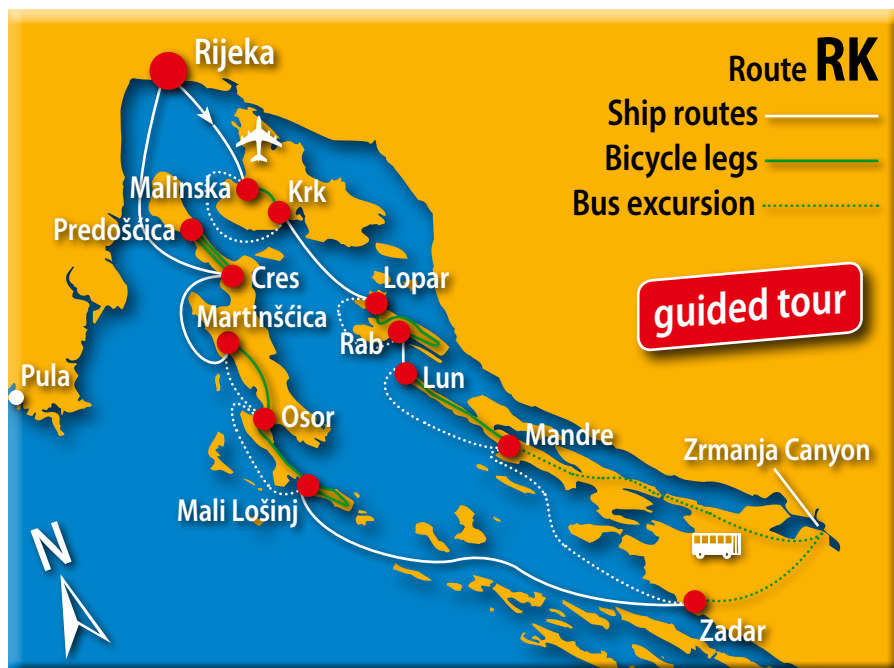 Rijeka
Route RK
Ship routes
Bicycle legs
Bus excursion
Malinska
Krk
Predošćica
Cres
Lopar
guided tour
Martinšćica
Rab
Lun
Pula
Osor
Mandre
Zrmanja Canyon
Mali Lošinj
N
Zadar